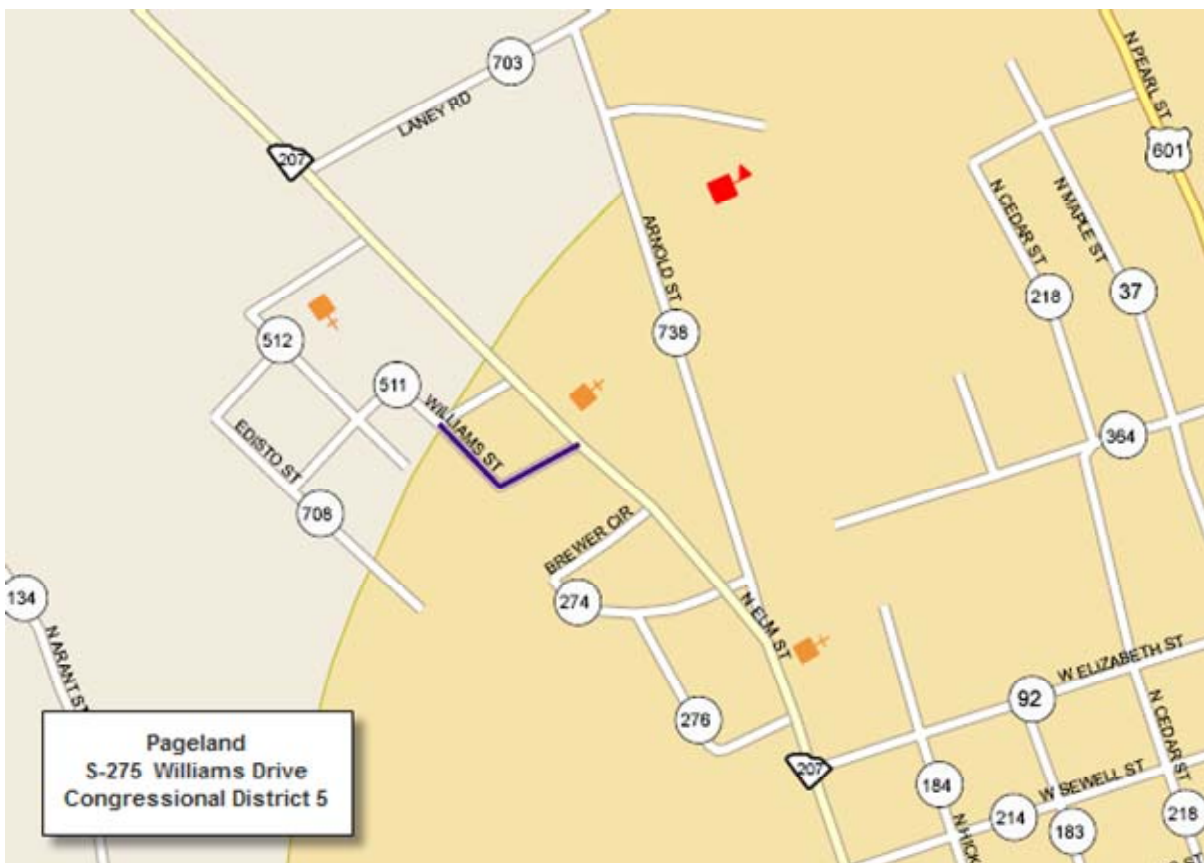 703
LANEY RD
207
N PEARL ST
601
N CEDAR ST
N MAPLE ST
ARNOLD ST
218
37
738
512
511
WILLIAMS ST
EDISTO ST
364
708
BREWER CIR
134
274
N ELM ST
N ARANT ST
W ELIZABETH ST
92
N CEDAR ST
276
207
184
W SEWELL ST
214
183
218
N HICK
Pageland
S-275 Williams Drive
Congressional District 5